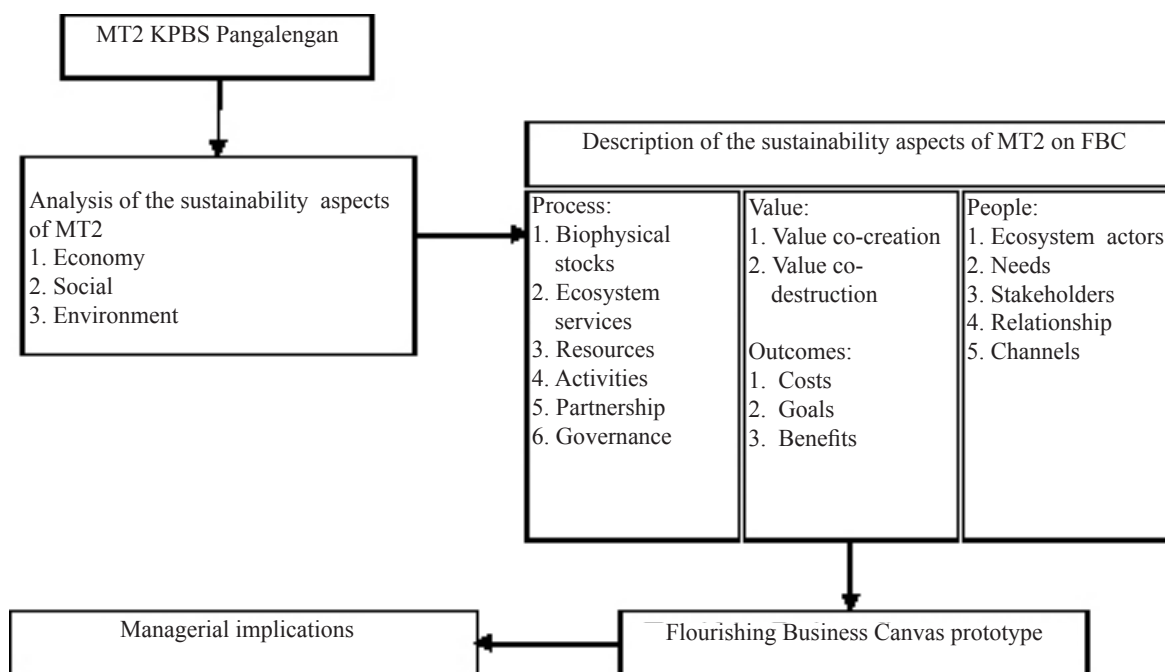 MT2 KPBS Pangalengan
Analysis of the sustainability aspects
of MT2
1. Economy
2. Social
3. Environment
Description of the sustainability aspects of MT2 on FBC
Process:
1. Biophysical
stocks
2. Ecosystem
services
3. Resources
4. Activities
5. Partnership
6. Governance
Value:
1. Value co-creation
2. Value co-
destruction
Outcomes:
1. Costs
2. Goals
3. Benefits
People:
1. Ecosystem actors
2. Needs
3. Stakeholders
4. Relationship
5. Channels
Flourishing Business Canvas prototype
Managerial implications